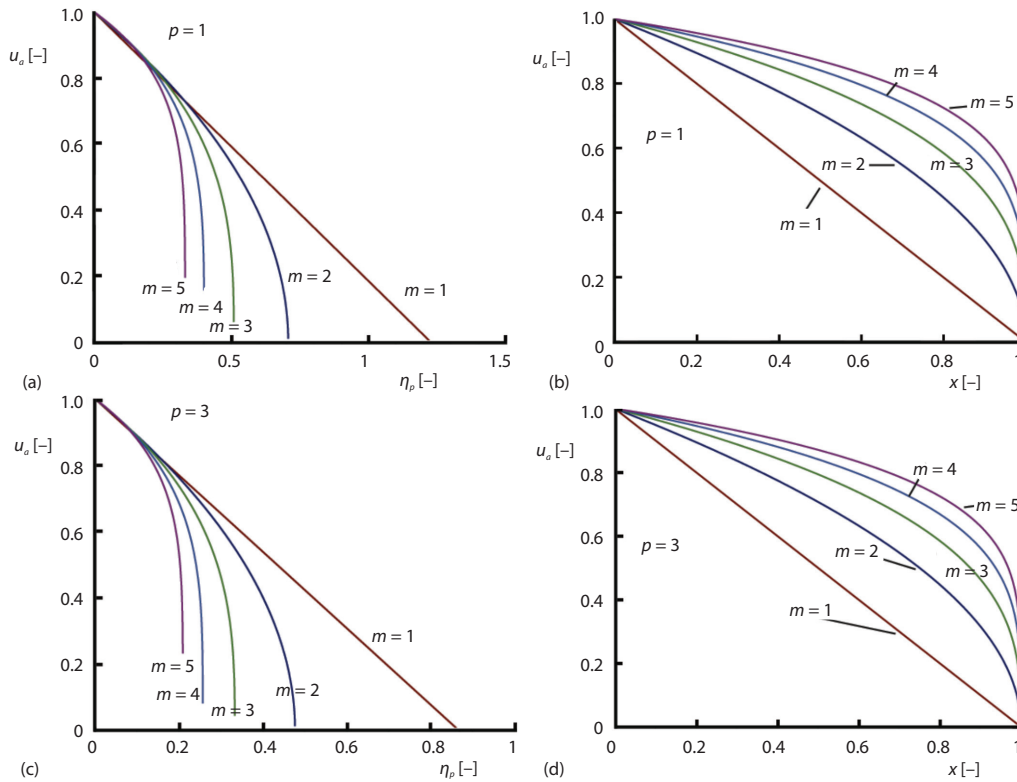 1.0
u_a [–]
0.8
0.6
0.4
0.2
0
p = 1
m = 5
m = 4
m = 3
m = 2
m = 1
0
0.5
1
1.5
(a)
η_p [–]
1.0
u_a [–]
0.8
0.6
0.4
0.2
0
p = 1
m = 4
m = 5
m = 2
m = 3
m = 1
0
0.2
0.4
0.6
0.8
1
(b)
x [–]
1.0
u_a [–]
0.8
0.6
0.4
0.2
0
p = 3
m = 1
m = 5
m = 4
m = 2
m = 3
0
0.2
0.4
0.6
0.8
1
(c)
η_p [–]
1.0
u_a [–]
0.8
0.6
0.4
0.2
0
p = 3
m = 4
m = 5
m = 2
m = 3
m = 1
0
0.2
0.4
0.6
0.8
1
(d)
x [–]